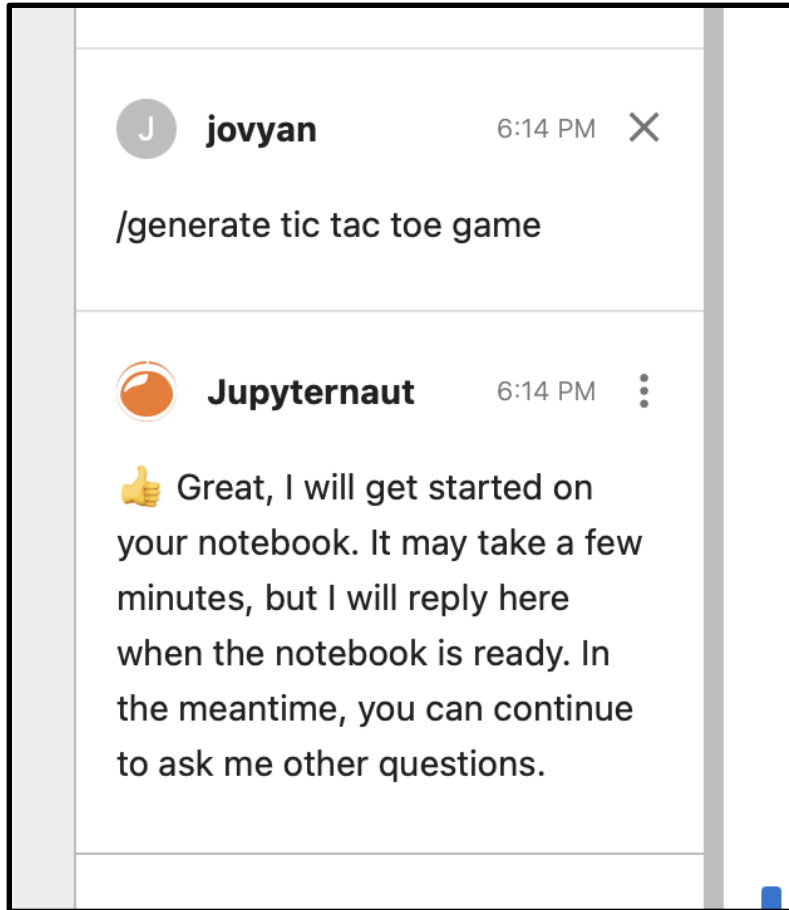 J jovyan 6:14 PM
/generate tic tac toe game
Jupyternaut 6:14 PM
👍 Great, I will get started on
your notebook. It may take a few
minutes, but I will reply here
when the notebook is ready. In
the meantime, you can continue
to ask me other questions.